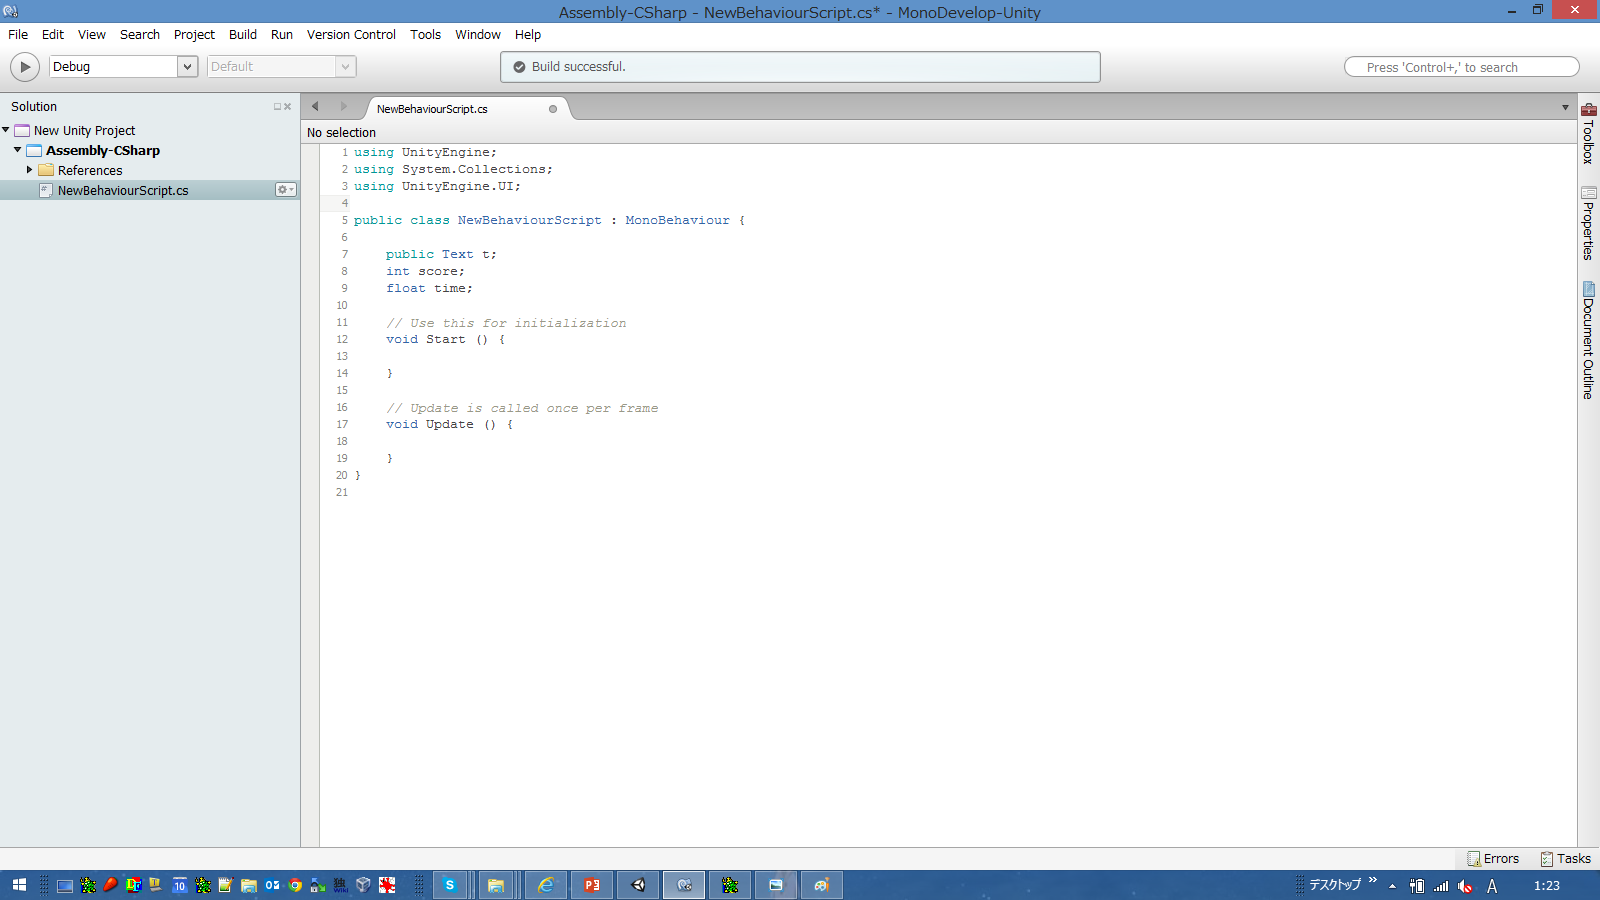 Assembly-CSharp - NewBehaviourScript.cs* - MonoDevelop-Unity
File Edit View Search Project Build Run Version Control Tools Window Help
Debug Default Build successful. Press 'Control+,' to search
Solution
New Unity Project
Assembly-CSharp
References
NewBehaviourScript.cs
NewBehaviourScript.cs
No selection
1 using UnityEngine;
2 using System.Collections;
3 using UnityEngine.UI;
4
5 public class NewBehaviourScript : MonoBehaviour {
6
7 public Text t;
8 int score;
9 float time;
10
11 // Use this for initialization
12 void Start () {
13
14 }
15
16 // Update is called once per frame
17 void Update () {
18
19 }
20 }
21
Toolbox
Properties
Document Outline
Errors Tasks
デスクトップ A 1:23